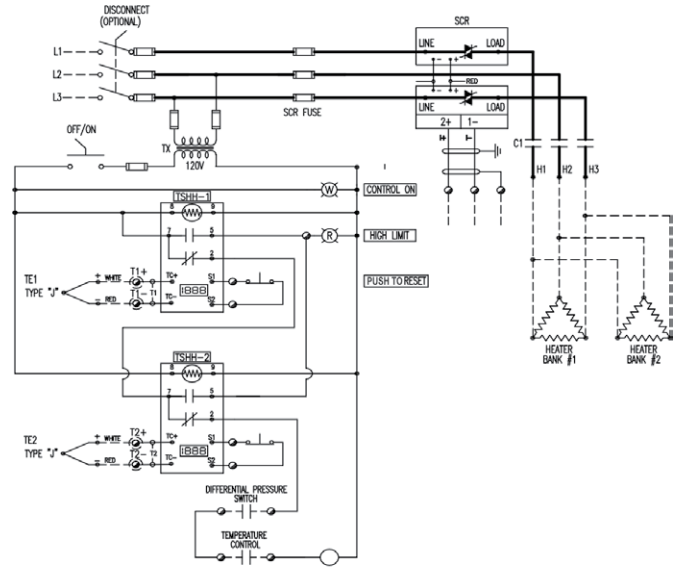 DISCONNECT
(OPTIONAL)
SCR
L1
LINE
LOAD
L2
- +
RED
L3
LINE
LOAD
SCR FUSE
2+ 1-
OFF/ON
TX
120V
C1
H1 H2 H3
W
CONTROL ON
TSHH-1
8 9
7 5
R
HIGH LIMIT
2
PUSH TO RESET
TE1
TYPE "J"
+ WHITE T1+
- RED T1-
T1
TC+
TC-
1888
S1
S2
HEATER
BANK #1
HEATER
BANK #2
TSHH-2
8 9
7 5
2
TE2
TYPE "J"
+ WHITE T2+
- RED T2-
T2
TC+
TC-
1888
S1
S2
DIFFERENTIAL PRESSURE
SWITCH
TEMPERATURE
CONTROL